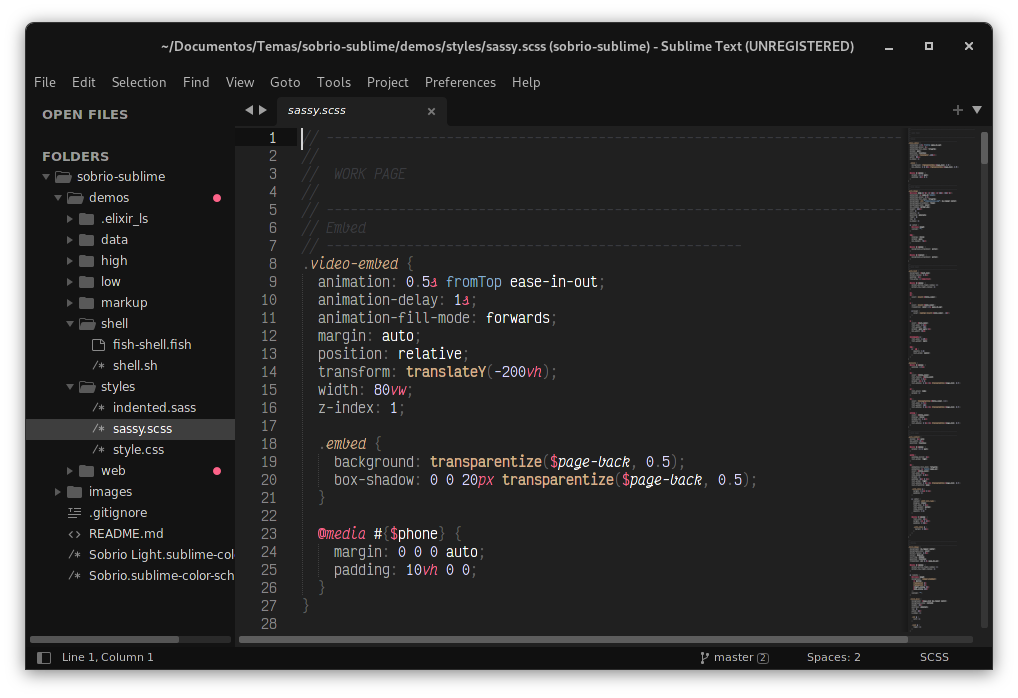 ~/Documentos/Temas/sobrio-sublime/demos/styles/sassy.scss (sobrio-sublime) - Sublime Text (UNREGISTERED)
File Edit Selection Find View Goto Tools Project Preferences Help
OPEN FILES
FOLDERS
sobrio-sublime
demos
.elixir_ls
data
high
low
markup
shell
fish-shell.fish
/* shell.sh
styles
/* indented.sass
/* sassy.scss
/* style.css
web
images
.gitignore
<> README.md
/* Sobrio Light.sublime-col
/* Sobrio.sublime-color-sch
sassy.scss
1 // ------------------------------------------------------------------------
2 //
3 //  WORK PAGE
4 //
5 // ------------------------------------------------------------------------
6 // Embed
7 // ----------------------------------------------------
8 .video-embed {
9   animation: 0.5s fromTop ease-in-out;
10   animation-delay: 1s;
11   animation-fill-mode: forwards;
12   margin: auto;
13   position: relative;
14   transform: translateY(-200vh);
15   width: 80vw;
16   z-index: 1;
17
18   .embed {
19     background: transparentize($page-back, 0.5);
20     box-shadow: 0 0 20px transparentize($page-back, 0.5);
21   }
22
23   @media #{$phone} {
24     margin: 0 0 0 auto;
25     padding: 10vh 0 0;
26   }
27 }
28
Line 1, Column 1
master 2
Spaces: 2
SCSS